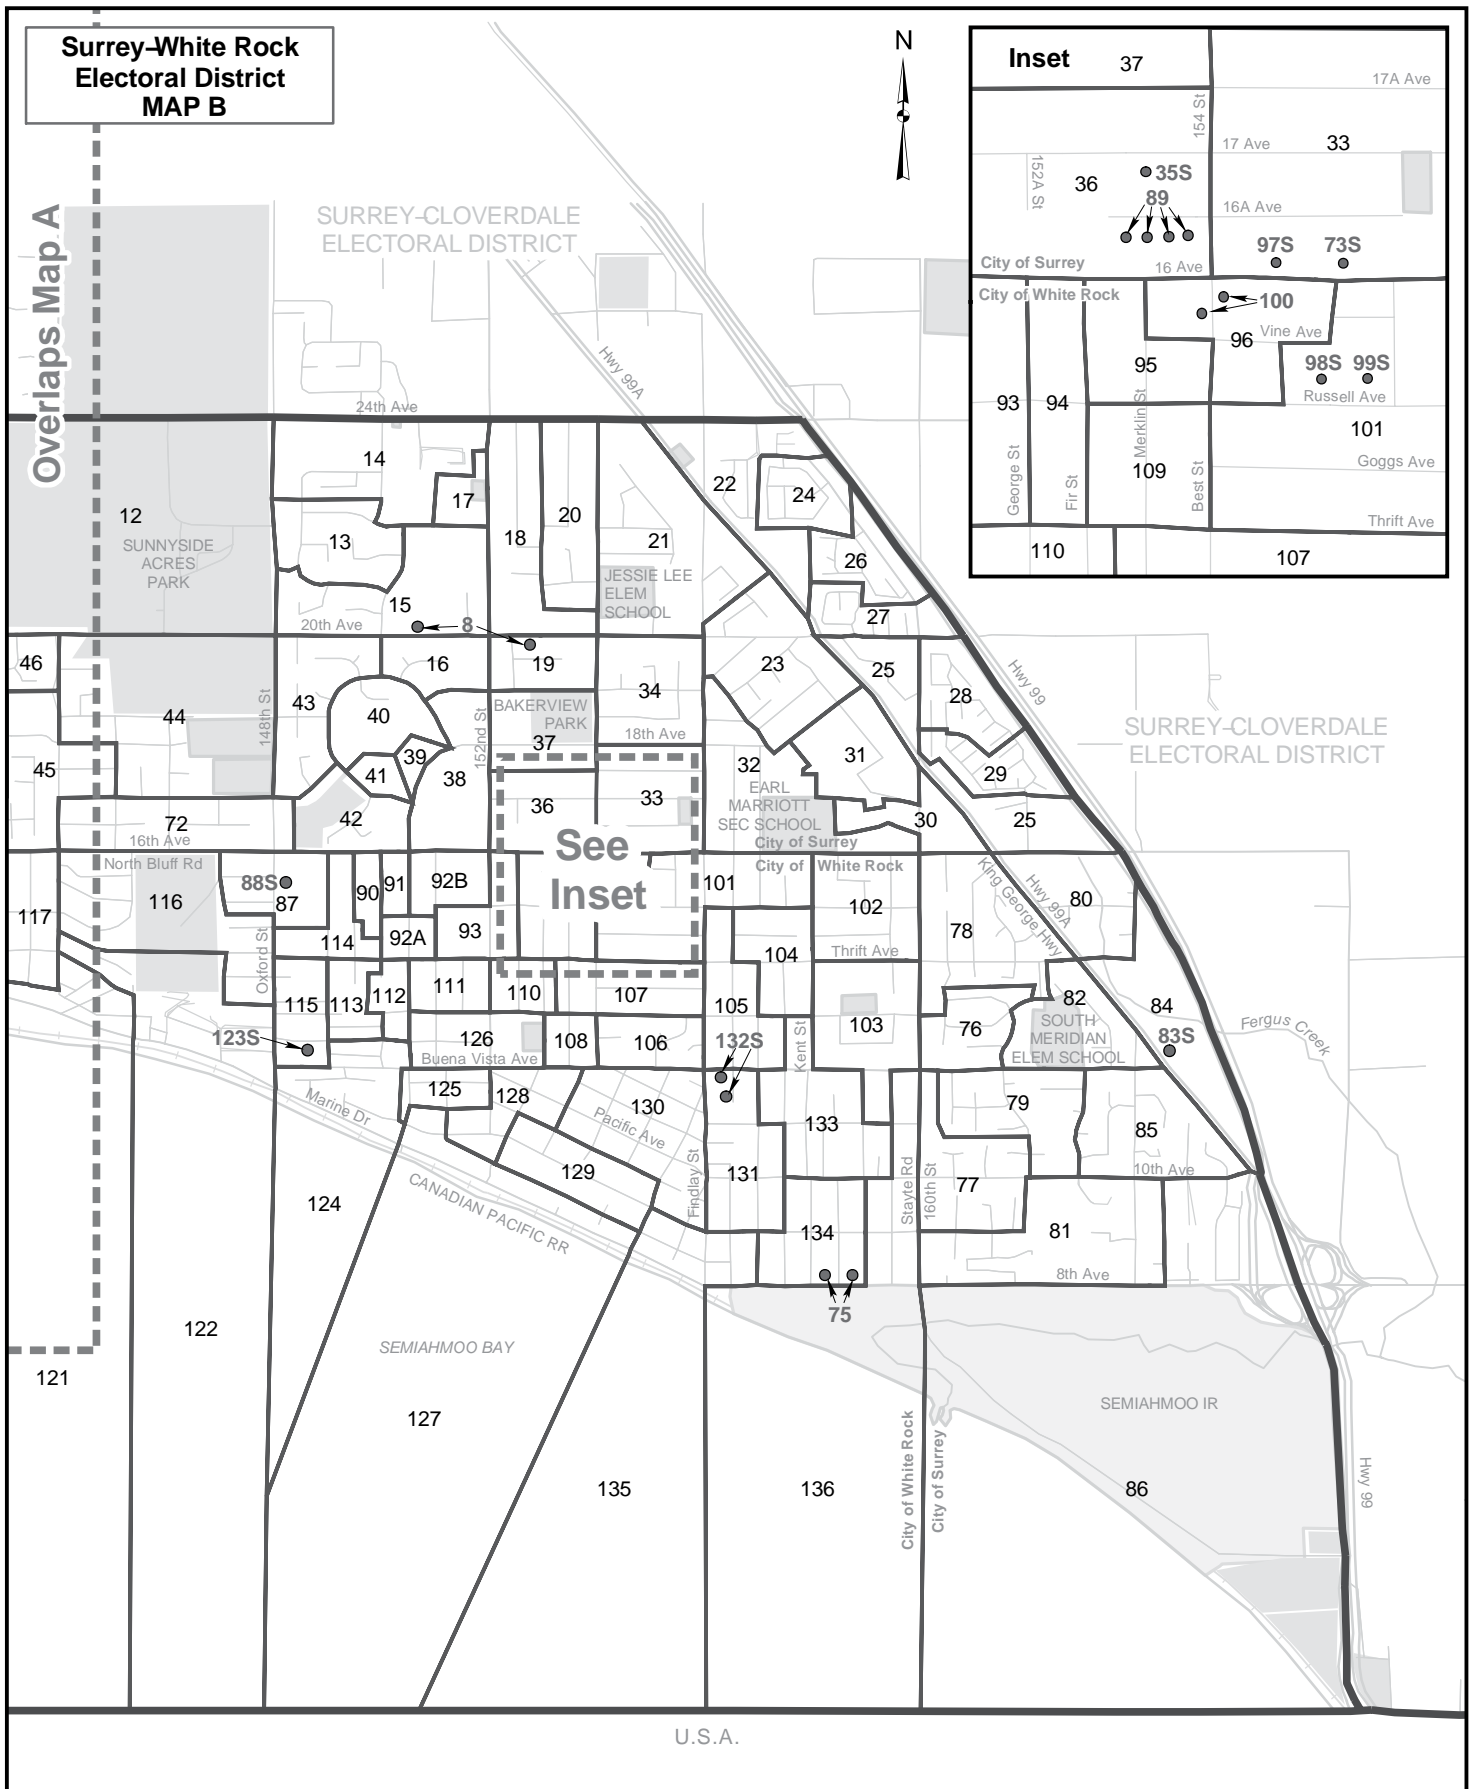 Surrey–White Rock
Electoral District
MAP B
N
Overlaps Map A
SURREY–CLOVERDALE
ELECTORAL DISTRICT
Inset
37
17A Ave
154 St
17 Ave
33
152A St
36
35S
89
16A Ave
97S
73S
City of Surrey
16 Ave
City of White Rock
100
96
Vine Ave
95
98S
99S
93
94
Russell Ave
101
George St
Fir St
Merklin St
Best St
109
Goggs Ave
Thrift Ave
110
107
Hwy 99A
24th Ave
14
22
24
17
12
SUNNYSIDE
ACRES
PARK
13
18
20
21
26
JESSIE LEE
ELEM
SCHOOL
15
20th Ave
8
27
46
16
19
23
25
Hwy 99
34
28
43
40
44
148th St
152nd St
BAKERVIEW
PARK
37
18th Ave
SURREY–CLOVERDALE
ELECTORAL DISTRICT
45
39
41
38
32
31
29
36
33
EARL
MARRIOTT
SEC SCHOOL
72
42
30
25
16th Ave
See
Inset
City of Surrey
City of White Rock
North Bluff Rd
88S
87
90
91
92B
101
King George Hwy
Hwy 99A
80
116
102
117
93
92A
78
114
104
Thrift Ave
Oxford St
111
110
107
115
113
112
105
82
84
103
123S
126
108
106
132S
Kent St
76
SOUTH
MERIDIAN
ELEM SCHOOL
83S
Fergus Creek
Buena Vista Ave
125
128
130
Marine Dr
Pacific Ave
133
79
85
129
Findlay St
131
Stayte Rd
160th St
77
10th Ave
124
CANADIAN PACIFIC RR
134
81
8th Ave
75
122
SEMIAHMOO BAY
121
127
SEMIAHMOO IR
City of White Rock
City of Surrey
Hwy 99
135
136
86
U.S.A.